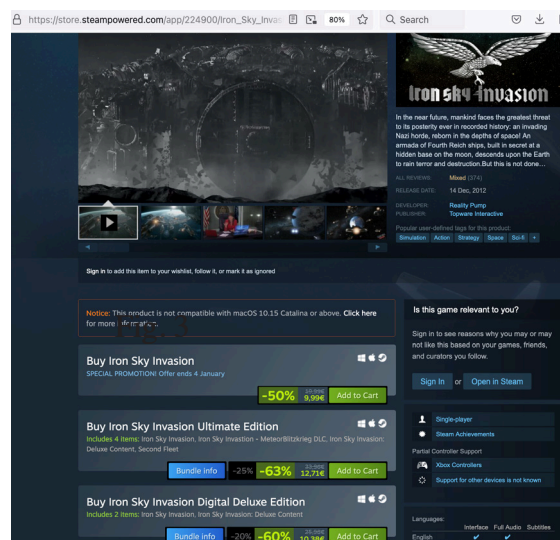 https://store.steampowered.com/app/224900/Iron_Sky_Invas
80%
Search
Iron Sky Invasion
In the near future, mankind faces the greatest threat
to its posterity ever in recorded history: an invading
Nazi horde, reborn in the depths of space! An
armada of Fourth Reich ships, built in secret at a
hidden base on the moon, descends upon the Earth
to rain terror and destruction.But this is not done…
ALL REVIEWS: Mixed (374)
RELEASE DATE: 14 Dec, 2012
DEVELOPER: Reality Pump
PUBLISHER: Topware Interactive
Popular user-defined tags for this product:
Simulation Action Strategy Space Sci-fi +
Sign in to add this item to your wishlist, follow it, or mark it as ignored
Notice: This product is not compatible with macOS 10.15 Catalina or above. Click here
for more information.
Buy Iron Sky Invasion
SPECIAL PROMOTION! Offer ends 4 January
-50% 19,99€ 9,99€ Add to Cart
Buy Iron Sky Invasion Ultimate Edition
Includes 4 items: Iron Sky Invasion, Iron Sky Invastion - MeteorBlitzkrieg DLC, Iron Sky Invasion:
Deluxe Content, Second Fleet
Bundle info -25% -63% 12,71€ Add to Cart
Buy Iron Sky Invasion Digital Deluxe Edition
Includes 2 items: Iron Sky Invasion, Iron Sky Invasion: Deluxe Content
Bundle info -20% -60% 10,38€ Add to Cart
Is this game relevant to you?
Sign in to see reasons why you may or may
not like this based on your games, friends,
and curators you follow.
Sign In or Open in Steam
Single-player
Steam Achievements
Partial Controller Support
Xbox Controllers
Support for other devices is not known
Languages:
Interface Full Audio Subtitles
English